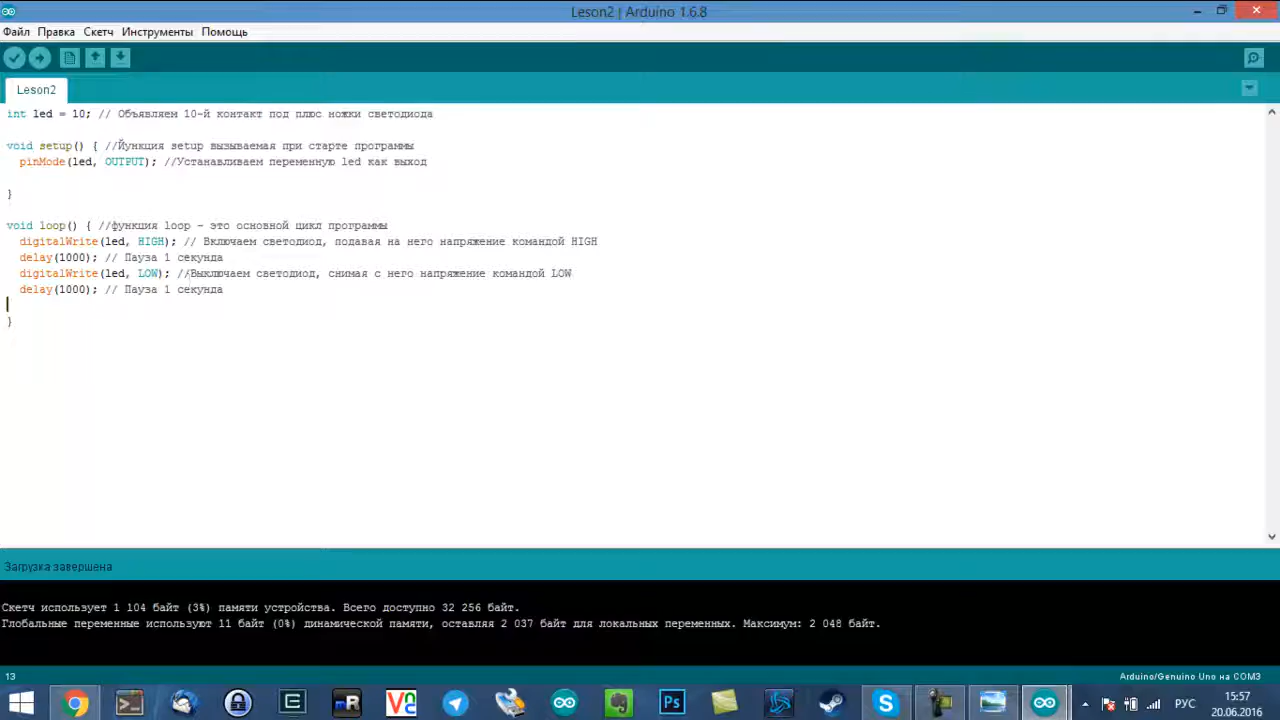 Leson2 | Arduino 1.6.8
Файл Правка Скетч Инструменты Помощь
Leson2
int led = 10; // Объявляем 10-й контакт под плюс ножки светодиода
void setup() { //Йункция setup вызываемая при старте программы
pinMode(led, OUTPUT); //Устанавливаем переменную led как выход
}
void loop() { //функция loop - это основной цикл программы
digitalWrite(led, HIGH); // Включаем светодиод, подавая на него напряжение командой HIGH
delay(1000); // Пауза 1 секунда
digitalWrite(led, LOW); //Выключаем светодиод, снимая с него напряжение командой LOW
delay(1000); // Пауза 1 секунда
}
Загрузка завершена
Скетч использует 1 104 байт (3%) памяти устройства. Всего доступно 32 256 байт.
Глобальные переменные используют 11 байт (0%) динамической памяти, оставляя 2 037 байт для локальных переменных. Максимум: 2 048 байт.
13 Arduino/Genuino Uno на COM3
РУС 15:57
20.06.2016